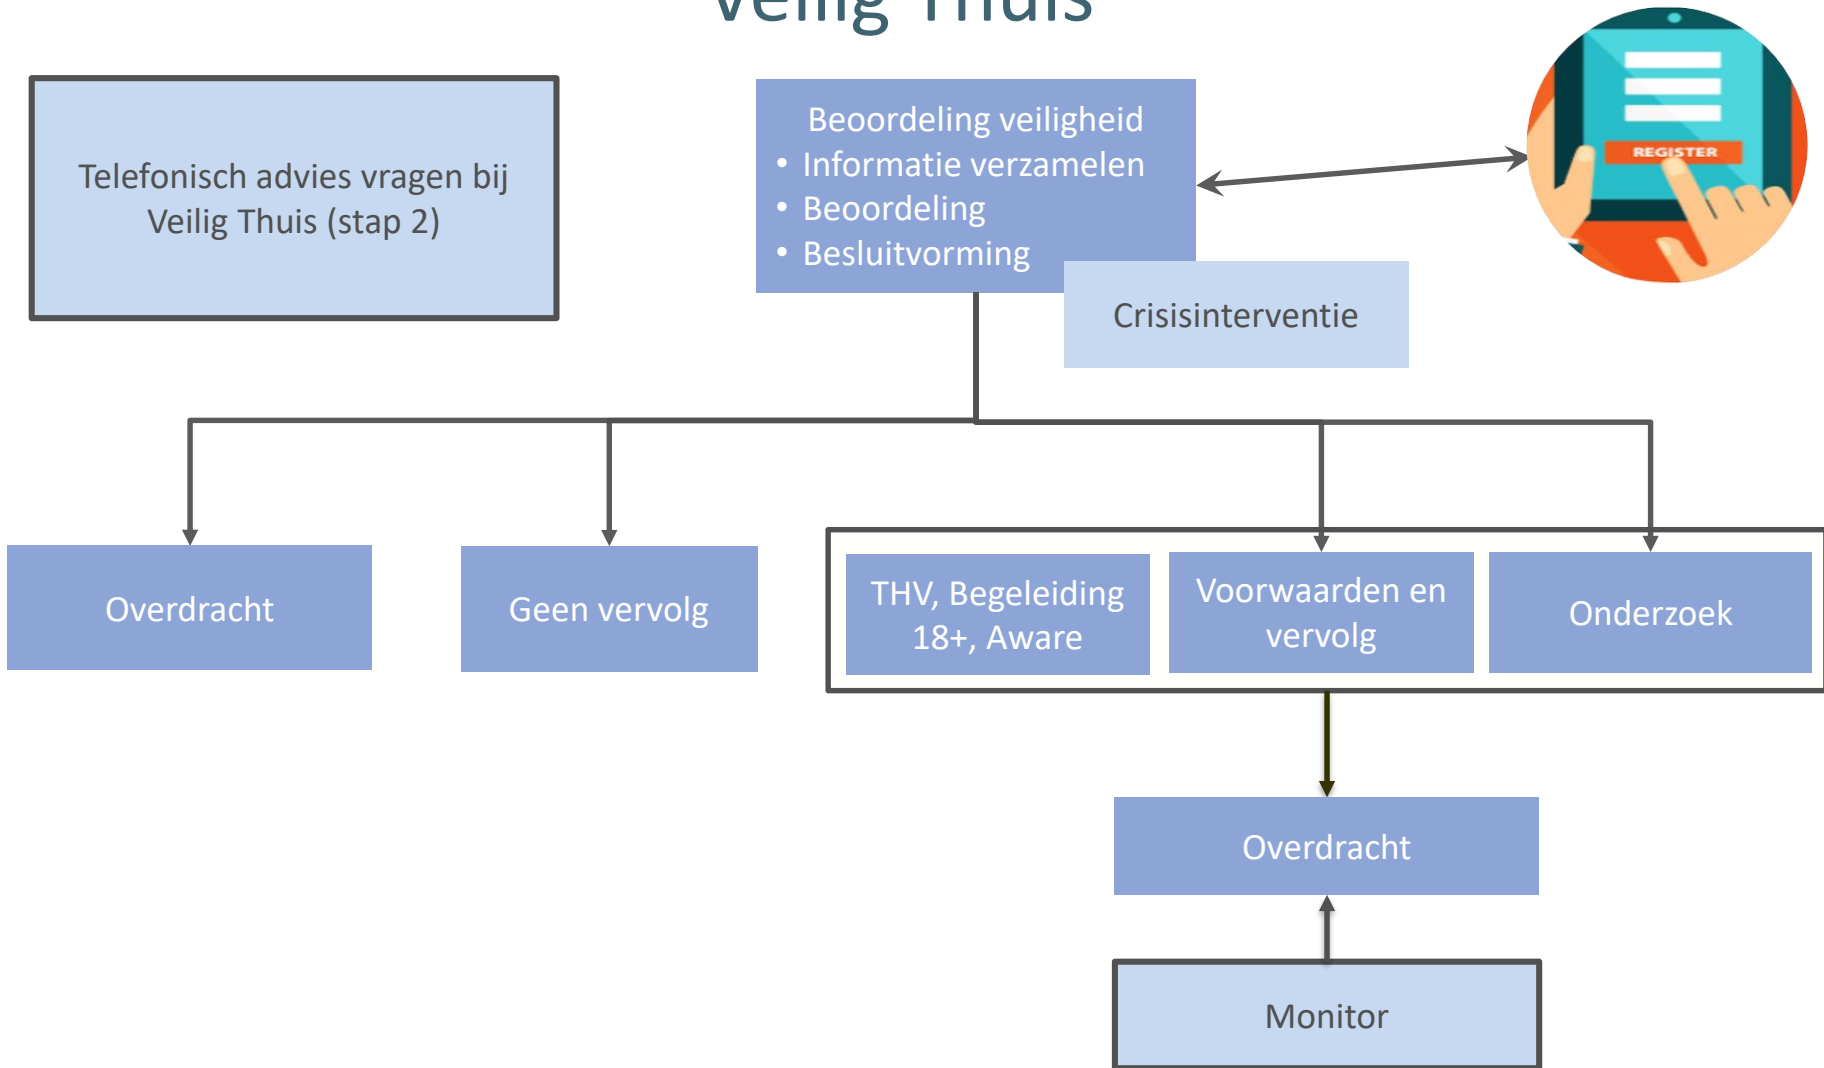 Veilig Thuis
Telefonisch advies vragen bij
Veilig Thuis (stap 2)
Beoordeling veiligheid
• Informatie verzamelen
• Beoordeling
• Besluitvorming
REGISTER
Crisisinterventie
Overdracht
Geen vervolg
THV, Begeleiding
18+, Aware
Voorwaarden en
vervolg
Onderzoek
Overdracht
Monitor